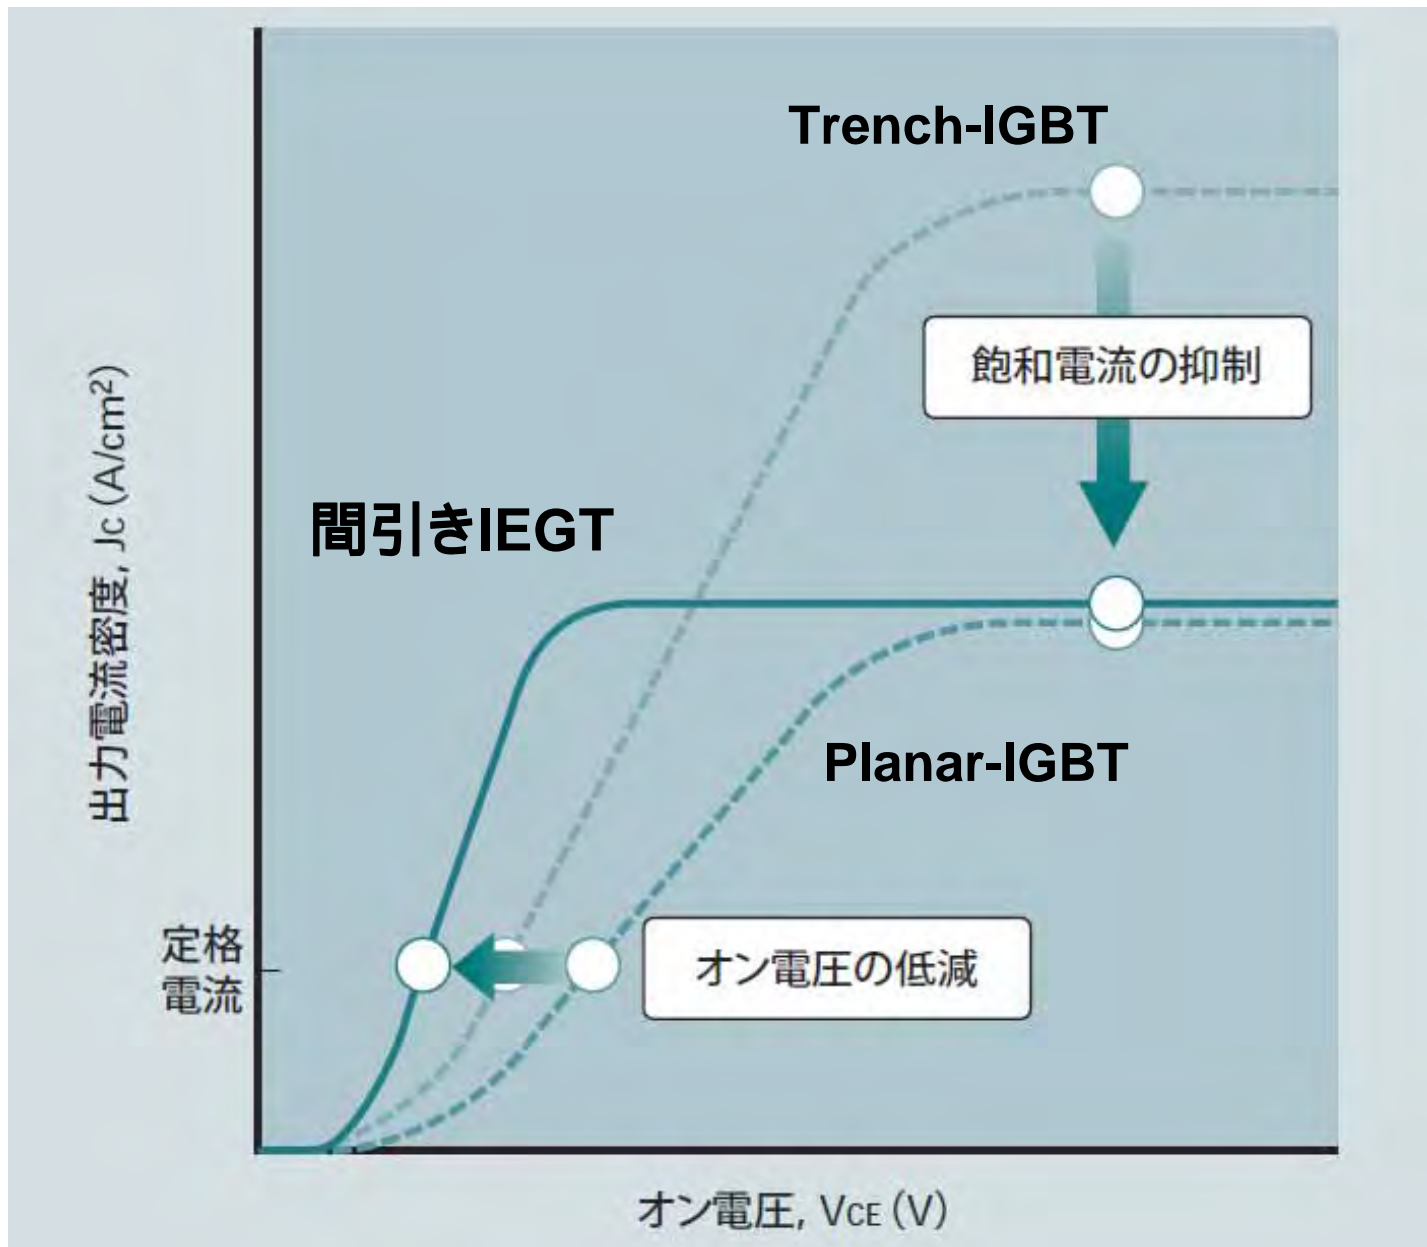 Trench-IGBT
飽和電流の抑制
間引きIEGT
出力電流密度, JC (A/cm²)
Planar-IGBT
定格
電流
オン電圧の低減
オン電圧, VCE (V)